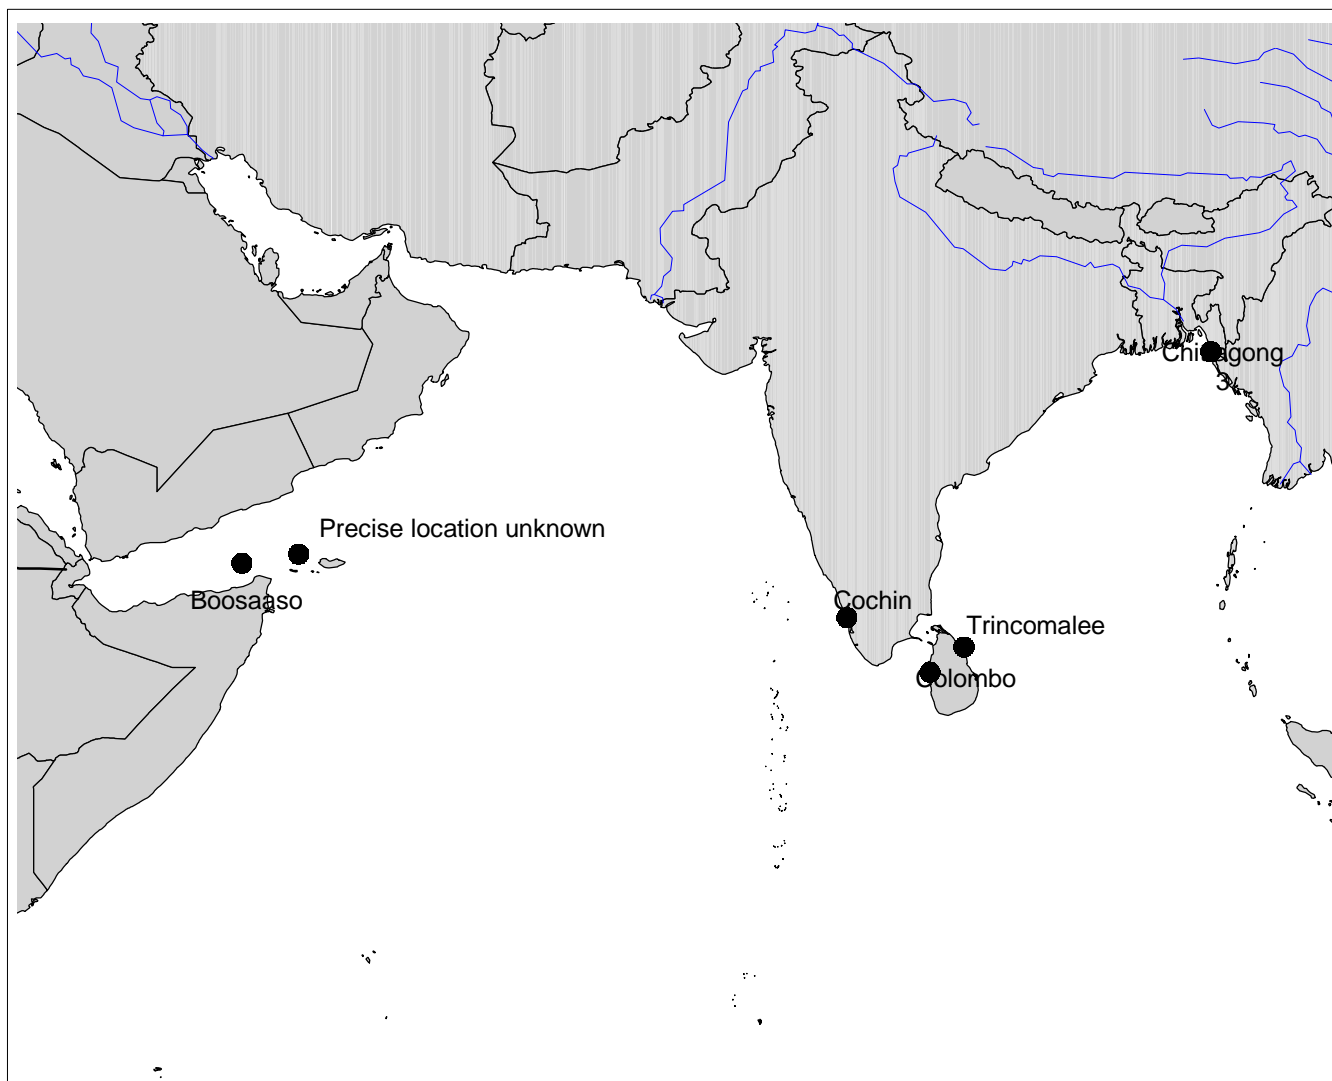 Chittagong
3
Precise location unknown
Boosaaso
Cochin
Trincomalee
Colombo